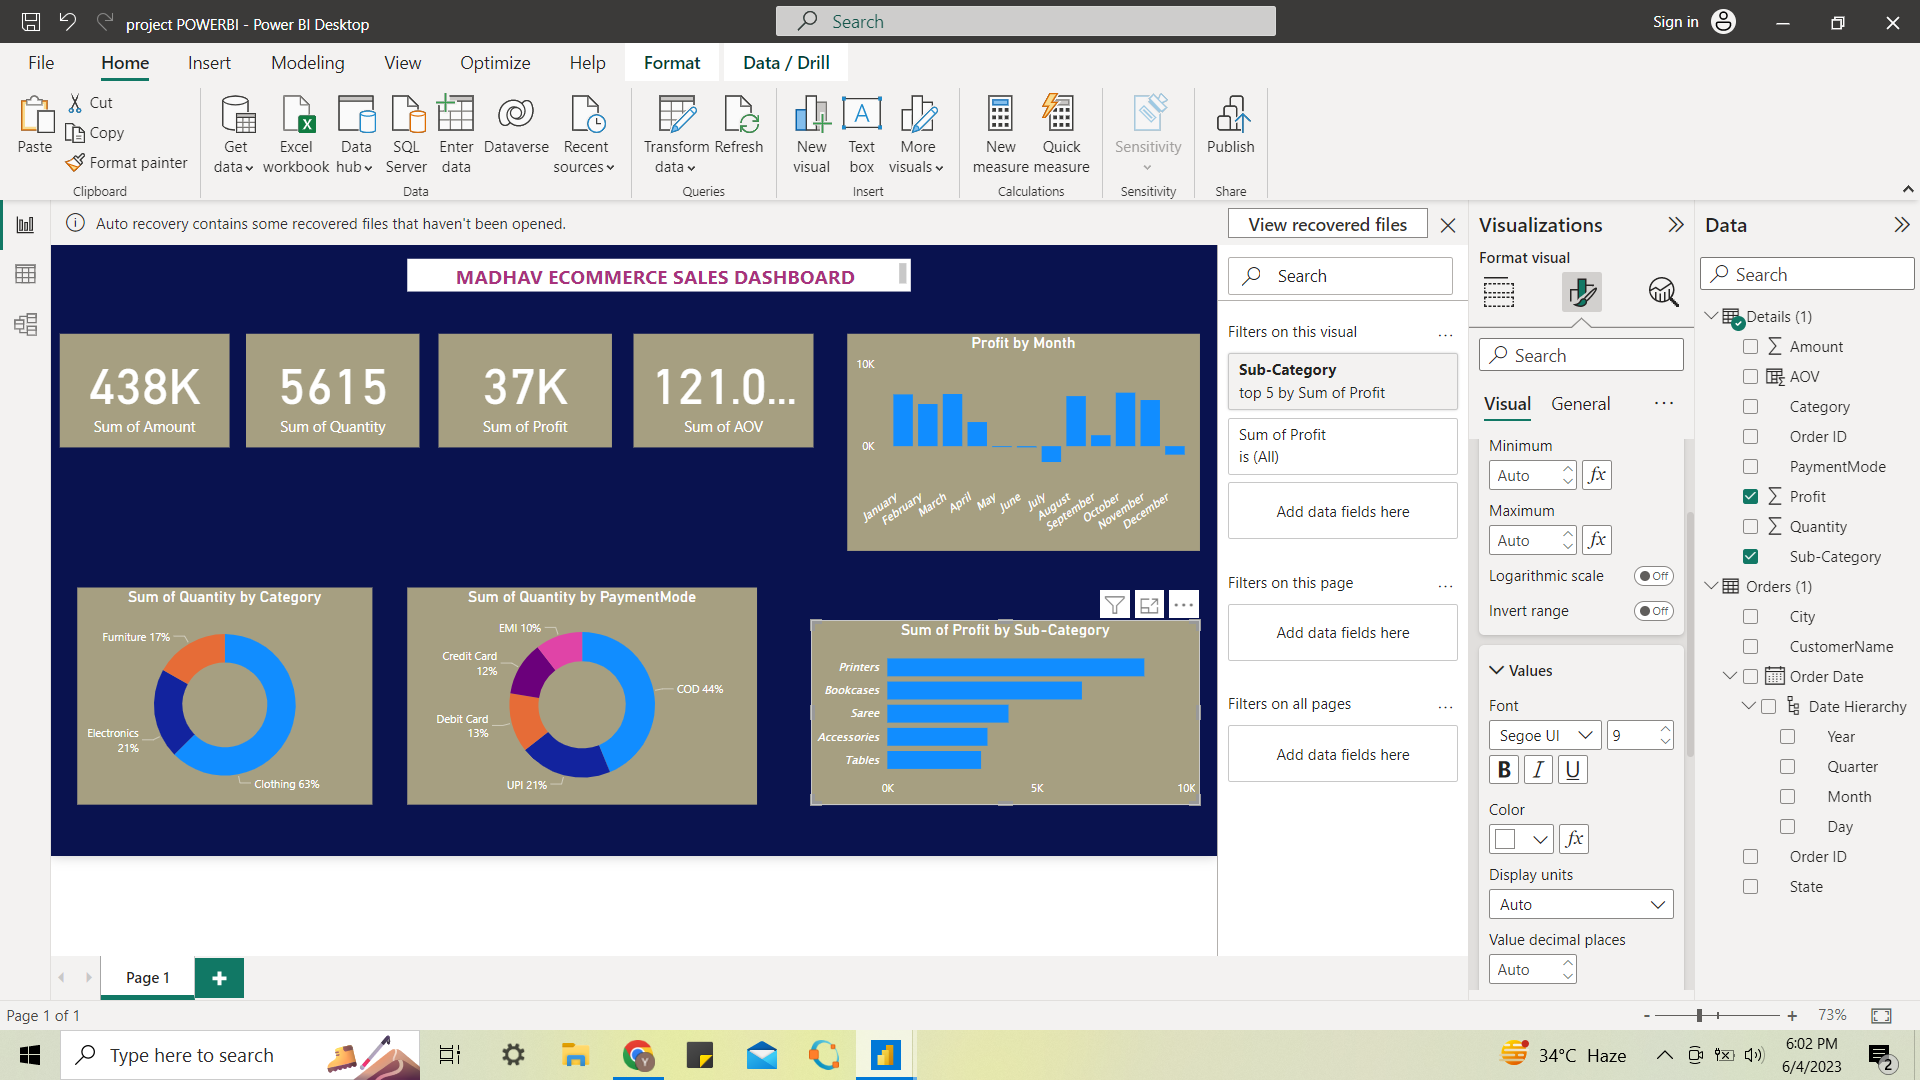 project POWERBI - Power BI Desktop
Search
Sign in
File
Home
Insert
Modeling
View
Optimize
Help
Format
Data / Drill
Paste
Cut
Copy
Format painter
Clipboard
Get
data
Excel
workbook
Data
hub
SQL
Server
Enter
data
Dataverse
Recent
sources
Data
Transform
data
Refresh
Queries
New
visual
Text
box
More
visuals
Insert
New
measure
Quick
measure
Calculations
Sensitivity
Sensitivity
Publish
Share
Auto recovery contains some recovered files that haven't been opened.
View recovered files
MADHAV ECOMMERCE SALES DASHBOARD
438K
Sum of Amount
5615
Sum of Quantity
37K
Sum of Profit
121.0...
Sum of AOV
Profit by Month
10K
0K
January
February
March
April
May
June
July
August
September
October
November
December
Sum of Quantity by Category
Furniture 17%
Electronics
21%
Clothing 63%
Sum of Quantity by PaymentMode
EMI 10%
Credit Card
12%
Debit Card
13%
UPI 21%
COD 44%
Sum of Profit by Sub-Category
Printers
Bookcases
Saree
Accessories
Tables
0K
5K
10K
Search
Filters on this visual
...
Sub-Category
top 5 by Sum of Profit
Sum of Profit
is (All)
Add data fields here
Filters on this page
...
Add data fields here
Filters on all pages
...
Add data fields here
Visualizations
Format visual
Search
Visual
General
...
Minimum
Auto
fx
Maximum
Auto
fx
Logarithmic scale
Off
Invert range
Off
Values
Font
Segoe UI
9
B
I
U
Color
fx
Display units
Auto
Value decimal places
Auto
Data
Search
Details (1)
Amount
AOV
Category
Order ID
PaymentMode
Profit
Quantity
Sub-Category
Orders (1)
City
CustomerName
Order Date
Date Hierarchy
Year
Quarter
Month
Day
Order ID
State
Page 1
+
Page 1 of 1
- + 73%
Type here to search
34°C Haze
6:02 PM
6/4/2023
2